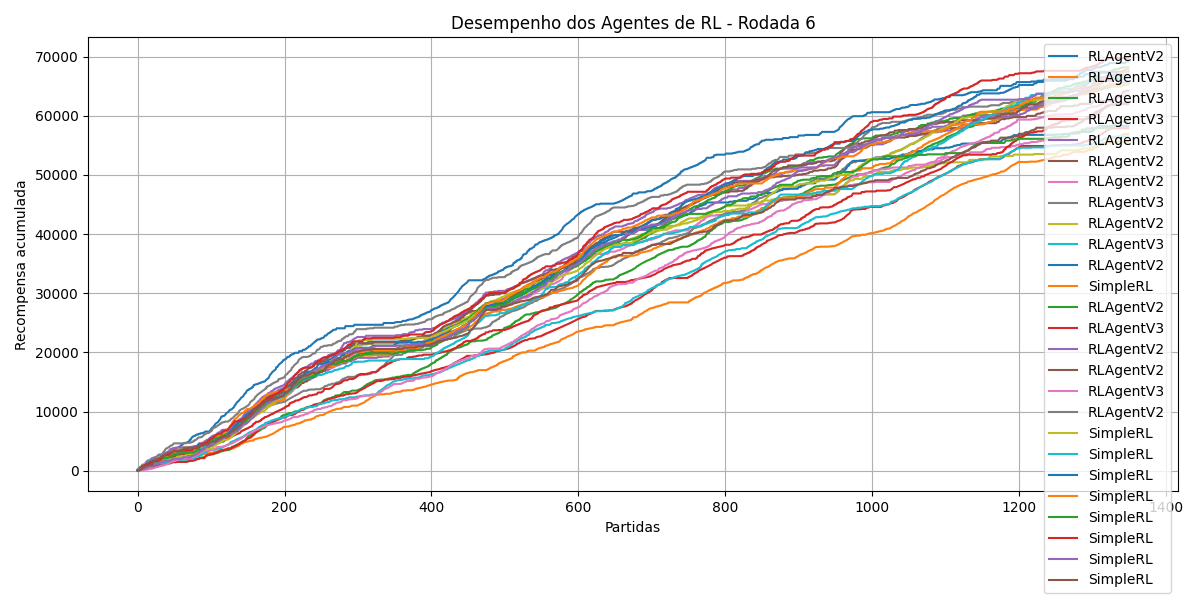 Desempenho dos Agentes de RL - Rodada 6
Recompensa acumulada
70000
60000
50000
40000
30000
20000
10000
0
0
200
400
600
800
1000
1200
1400
Partidas
RLAgentV2
RLAgentV3
RLAgentV3
RLAgentV3
RLAgentV2
RLAgentV2
RLAgentV2
RLAgentV3
RLAgentV2
RLAgentV3
RLAgentV2
SimpleRL
RLAgentV2
RLAgentV3
RLAgentV2
RLAgentV2
RLAgentV3
RLAgentV2
SimpleRL
SimpleRL
SimpleRL
SimpleRL
SimpleRL
SimpleRL
SimpleRL
SimpleRL